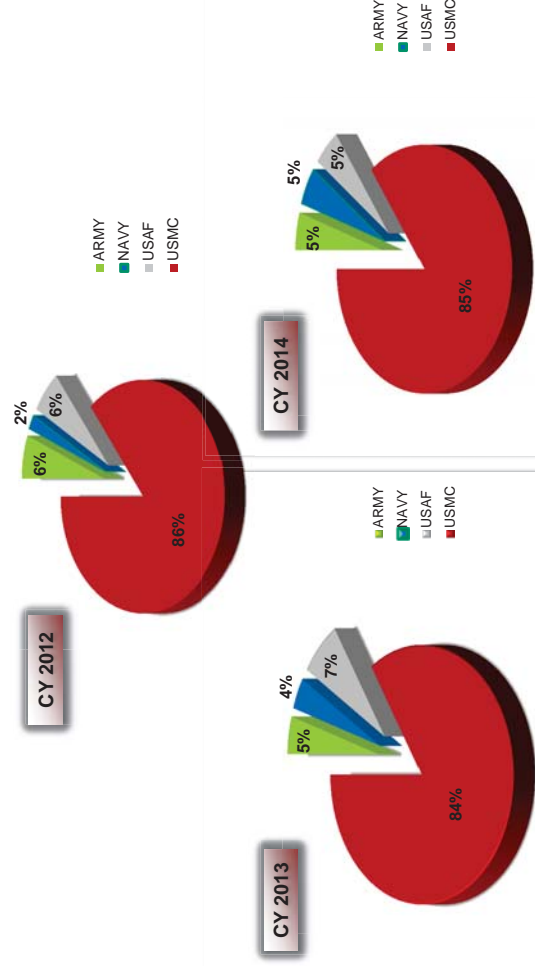 CY 2012
6%
2%
6%
86%
ARMY
NAVY
USAF
USMC
CY 2013
5%
4%
7%
84%
ARMY
NAVY
USAF
USMC
CY 2014
5%
5%
5%
85%
ARMY
NAVY
USAF
USMC